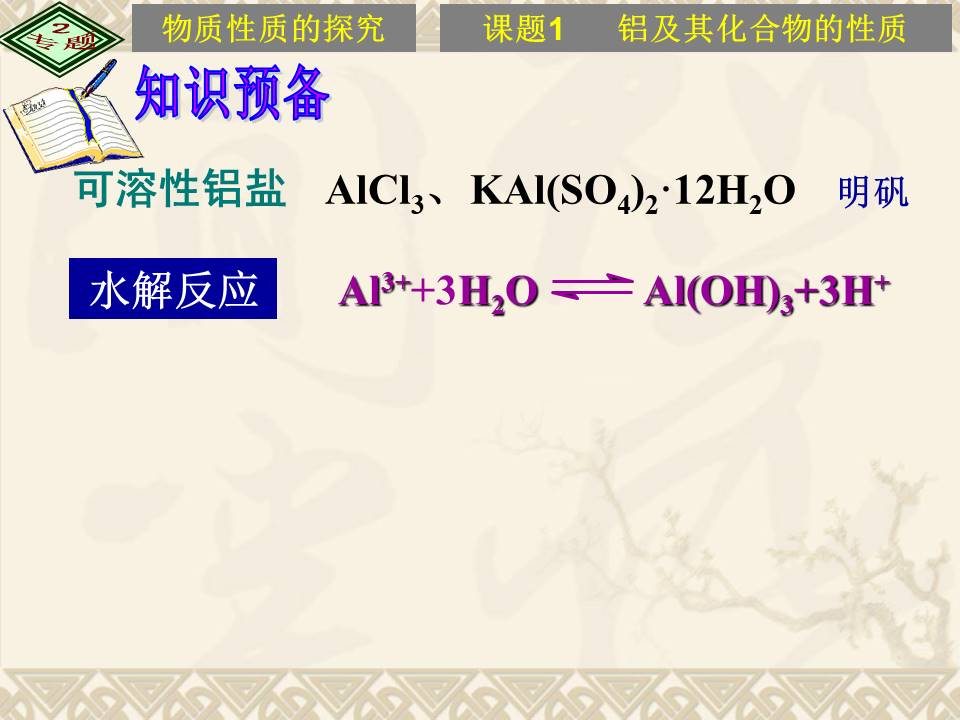 2
专题
物质性质的探究
课题1 铝及其化合物的性质
知识预备
可溶性铝盐 AlCl₃、KAl(SO₄)₂·12H₂O 明矾
水解反应 Al³⁺+3H₂O ⇌ Al(OH)₃+3H⁺